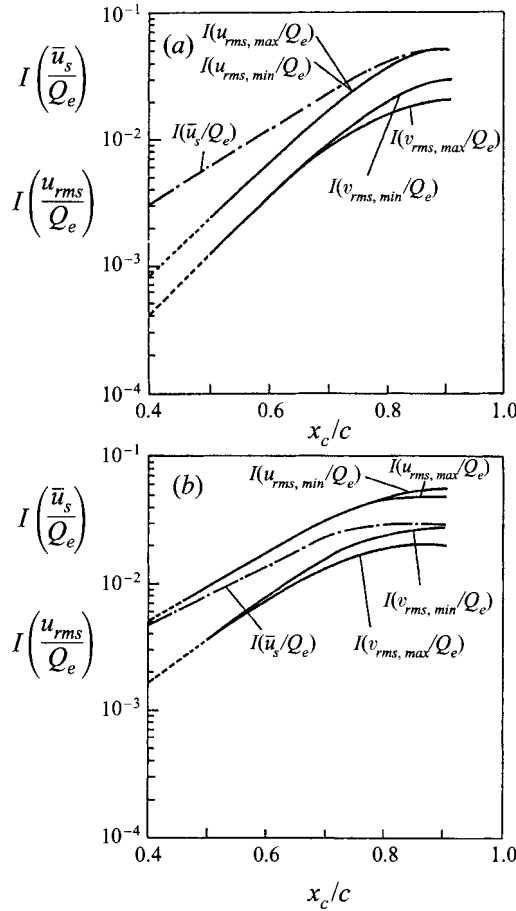 10⁻¹
(a)
I(u_rms, max/Q_e)
I(u_rms, min/Q_e)
I(ū_s/Q_e)
10⁻²
I(ū_s/Q_e)
I(v_rms, max/Q_e)
I(v_rms, min/Q_e)
I(u_rms/Q_e)
10⁻³
10⁻⁴
0.4 0.6 0.8 1.0
x_c/c
10⁻¹
(b)
I(u_rms, min/Q_e)
I(u_rms, max/Q_e)
I(ū_s/Q_e)
10⁻²
I(v_rms, min/Q_e)
I(ū_s/Q_e)
I(v_rms, max/Q_e)
I(u_rms/Q_e)
10⁻³
10⁻⁴
0.4 0.6 0.8 1.0
x_c/c